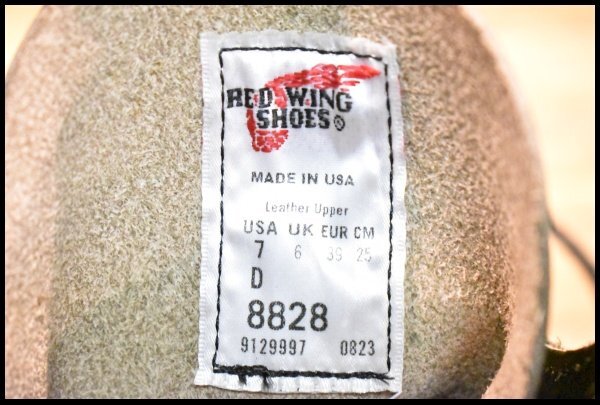 RED WING
SHOES®
MADE IN USA
Leather Upper
USA UK EUR CM
7 6 39 25
D
8828
9129997 0823